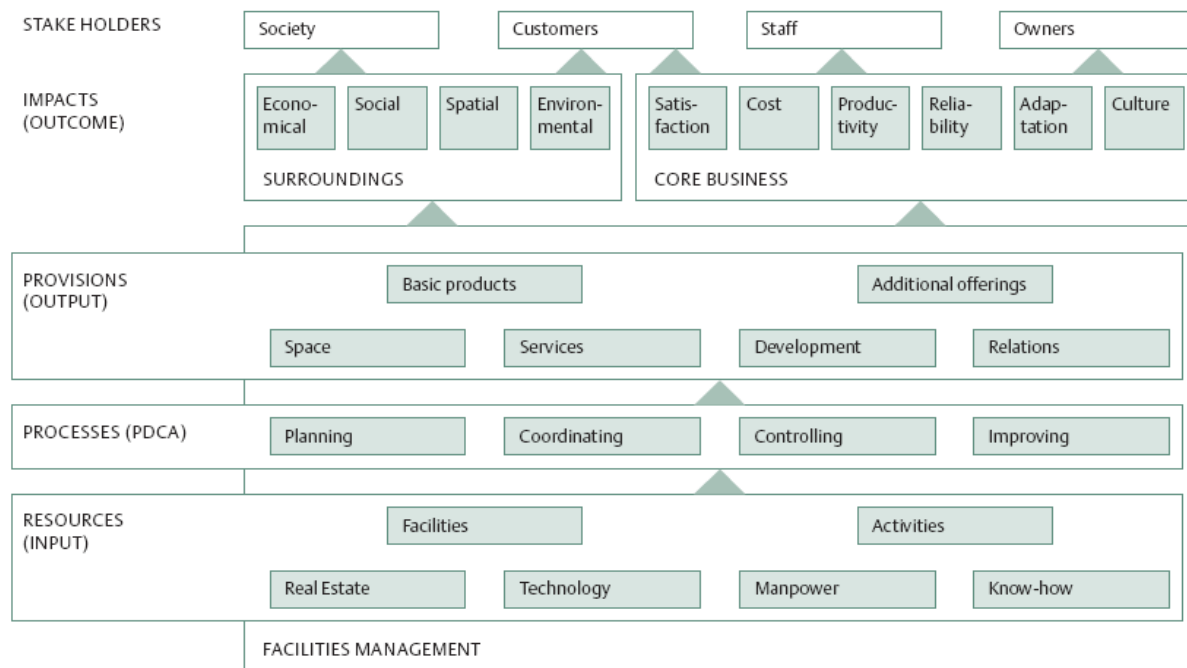 STAKE HOLDERS
Society
Customers
Staff
Owners
IMPACTS
(OUTCOME)
Econo-
mical
Social
Spatial
Environ-
mental
Satis-
faction
Cost
Produc-
tivity
Relia-
bility
Adap-
tation
Culture
SURROUNDINGS
CORE BUSINESS
PROVISIONS
(OUTPUT)
Basic products
Additional offerings
Space
Services
Development
Relations
PROCESSES (PDCA)
Planning
Coordinating
Controlling
Improving
RESOURCES
(INPUT)
Facilities
Activities
Real Estate
Technology
Manpower
Know-how
FACILITIES MANAGEMENT